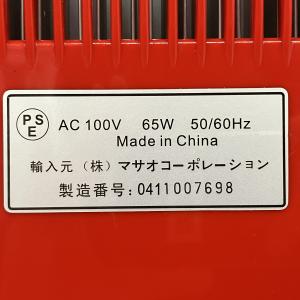 PSE AC 100V 65W 50/60Hz
Made in China
輸入元 (株) マサオコーポレーション
製造番号: 0411007698